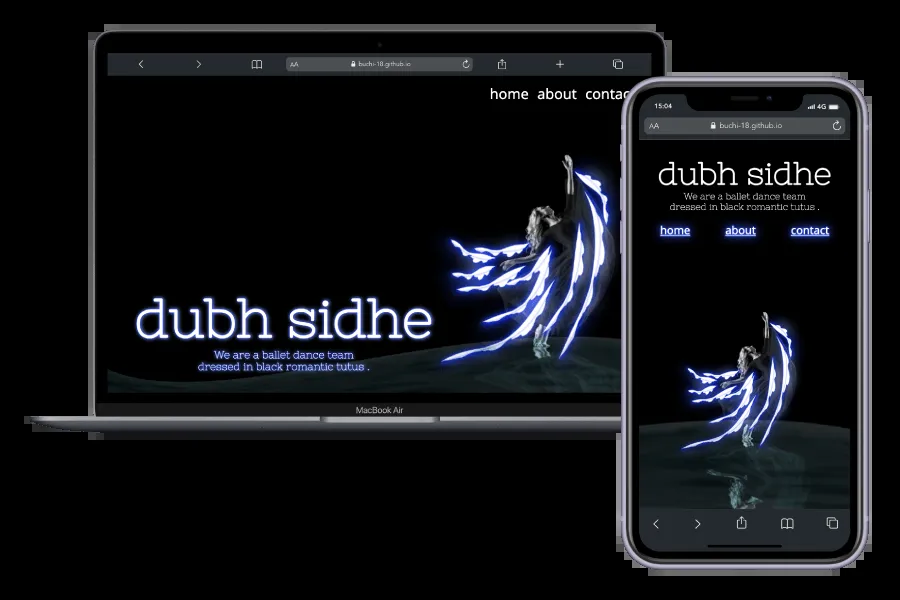 AA buchi-18.github.io
home about contac
dubh sidhe
We are a ballet dance team
dressed in black romantic tutus .
MacBook Air
15:04 4G
AA buchi-18.github.io
dubh sidhe
We are a ballet dance team
dressed in black romantic tutus .
home about contact